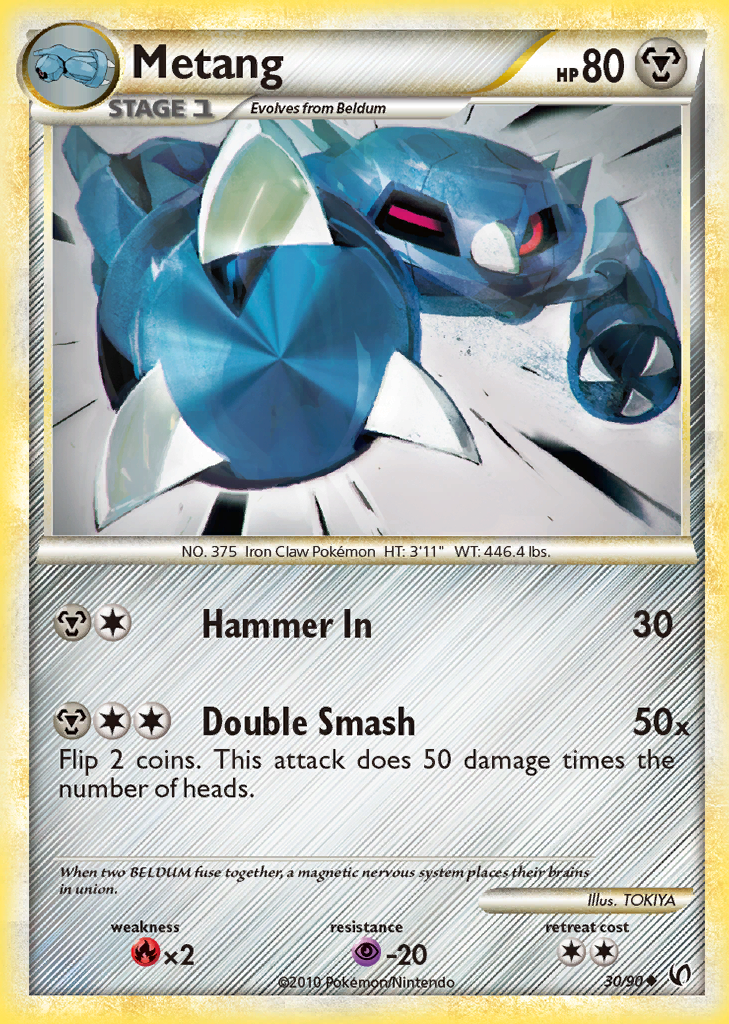 Metang
HP 80
STAGE 1
Evolves from Beldum
NO. 375 Iron Claw Pokémon HT: 3'11" WT: 446.4 lbs.
Hammer In 30
Double Smash 50x
Flip 2 coins. This attack does 50 damage times the
number of heads.
When two BELDUM fuse together, a magnetic nervous system places their brains
in union.
Illus. TOKIYA
weakness resistance retreat cost
×2 -20
©2010 Pokémon/Nintendo 30/90